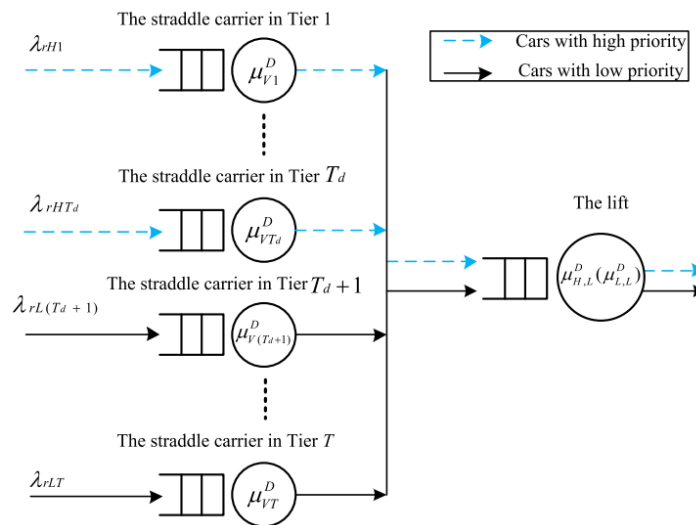 The straddle carrier in Tier 1
λrH1
μ^D_V1
Cars with high priority
Cars with low priority
The straddle carrier in Tier Td
λrHTd
μ^D_VTd
The lift
μ^D_H,L(μ^D_L,L)
The straddle carrier in Tier Td+1
λrL(Td + 1)
μ^D_V(Td+1)
The straddle carrier in Tier T
λrLT
μ^D_VT